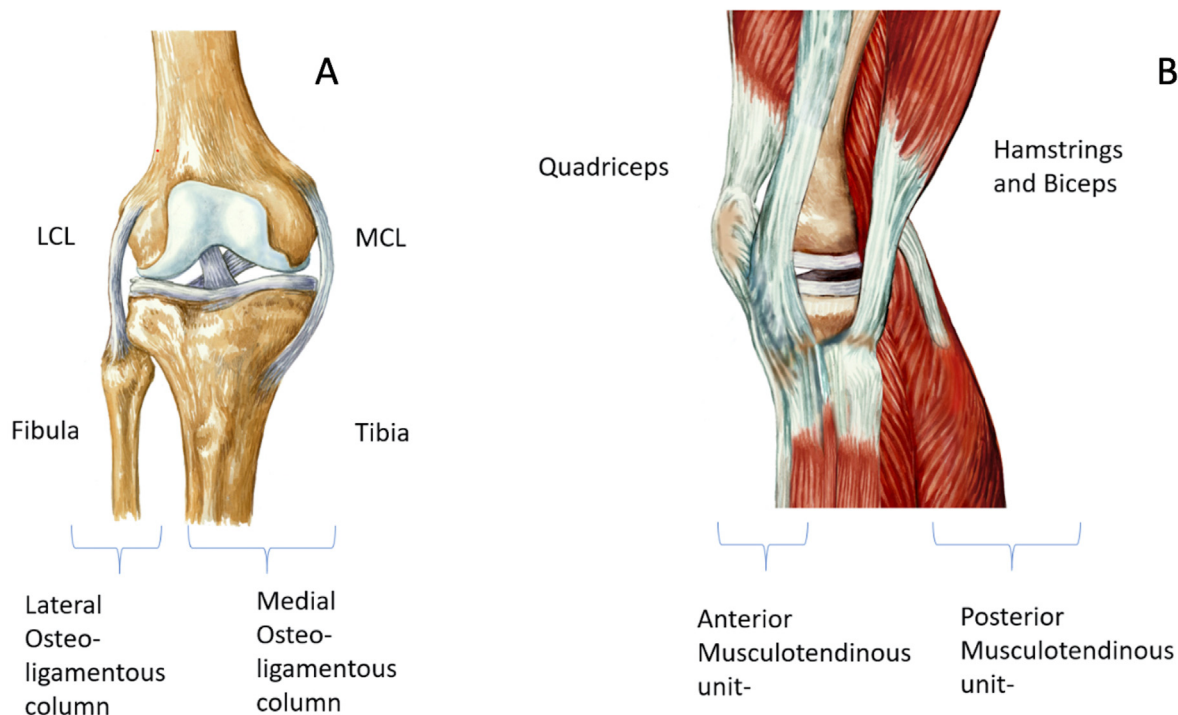 A
LCL
MCL
Fibula
Tibia
Lateral
Osteo-
ligamentous
column
Medial
Osteo-
ligamentous
column
B
Quadriceps
Hamstrings
and Biceps
Anterior
Musculotendinous
unit-
Posterior
Musculotendinous
unit-